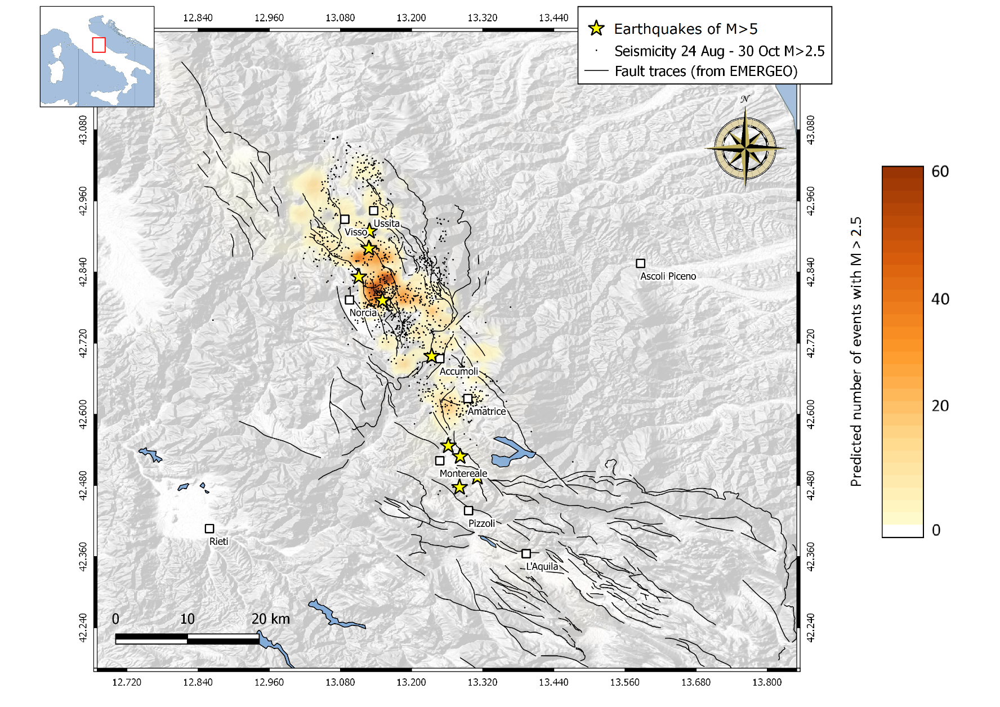 12.840 12.960 13.080 13.200 13.320 13.440
Earthquakes of M>5
Seismicity 24 Aug - 30 Oct M>2.5
Fault traces (from EMERGEO)
N
43.080
42.960
42.840
42.720
42.600
42.480
42.360
42.240
43.080
42.960
42.840
42.720
42.600
42.480
42.360
42.240
Ussita
Visso
Norcia
Ascoli Piceno
Accumoli
Amatrice
Montereale
Pizzoli
Rieti
L'Aquila
0 10 20 km
12.720 12.840 12.960 13.080 13.200 13.320 13.440 13.560 13.680 13.800
Predicted number of events with M > 2.5
60
40
20
0